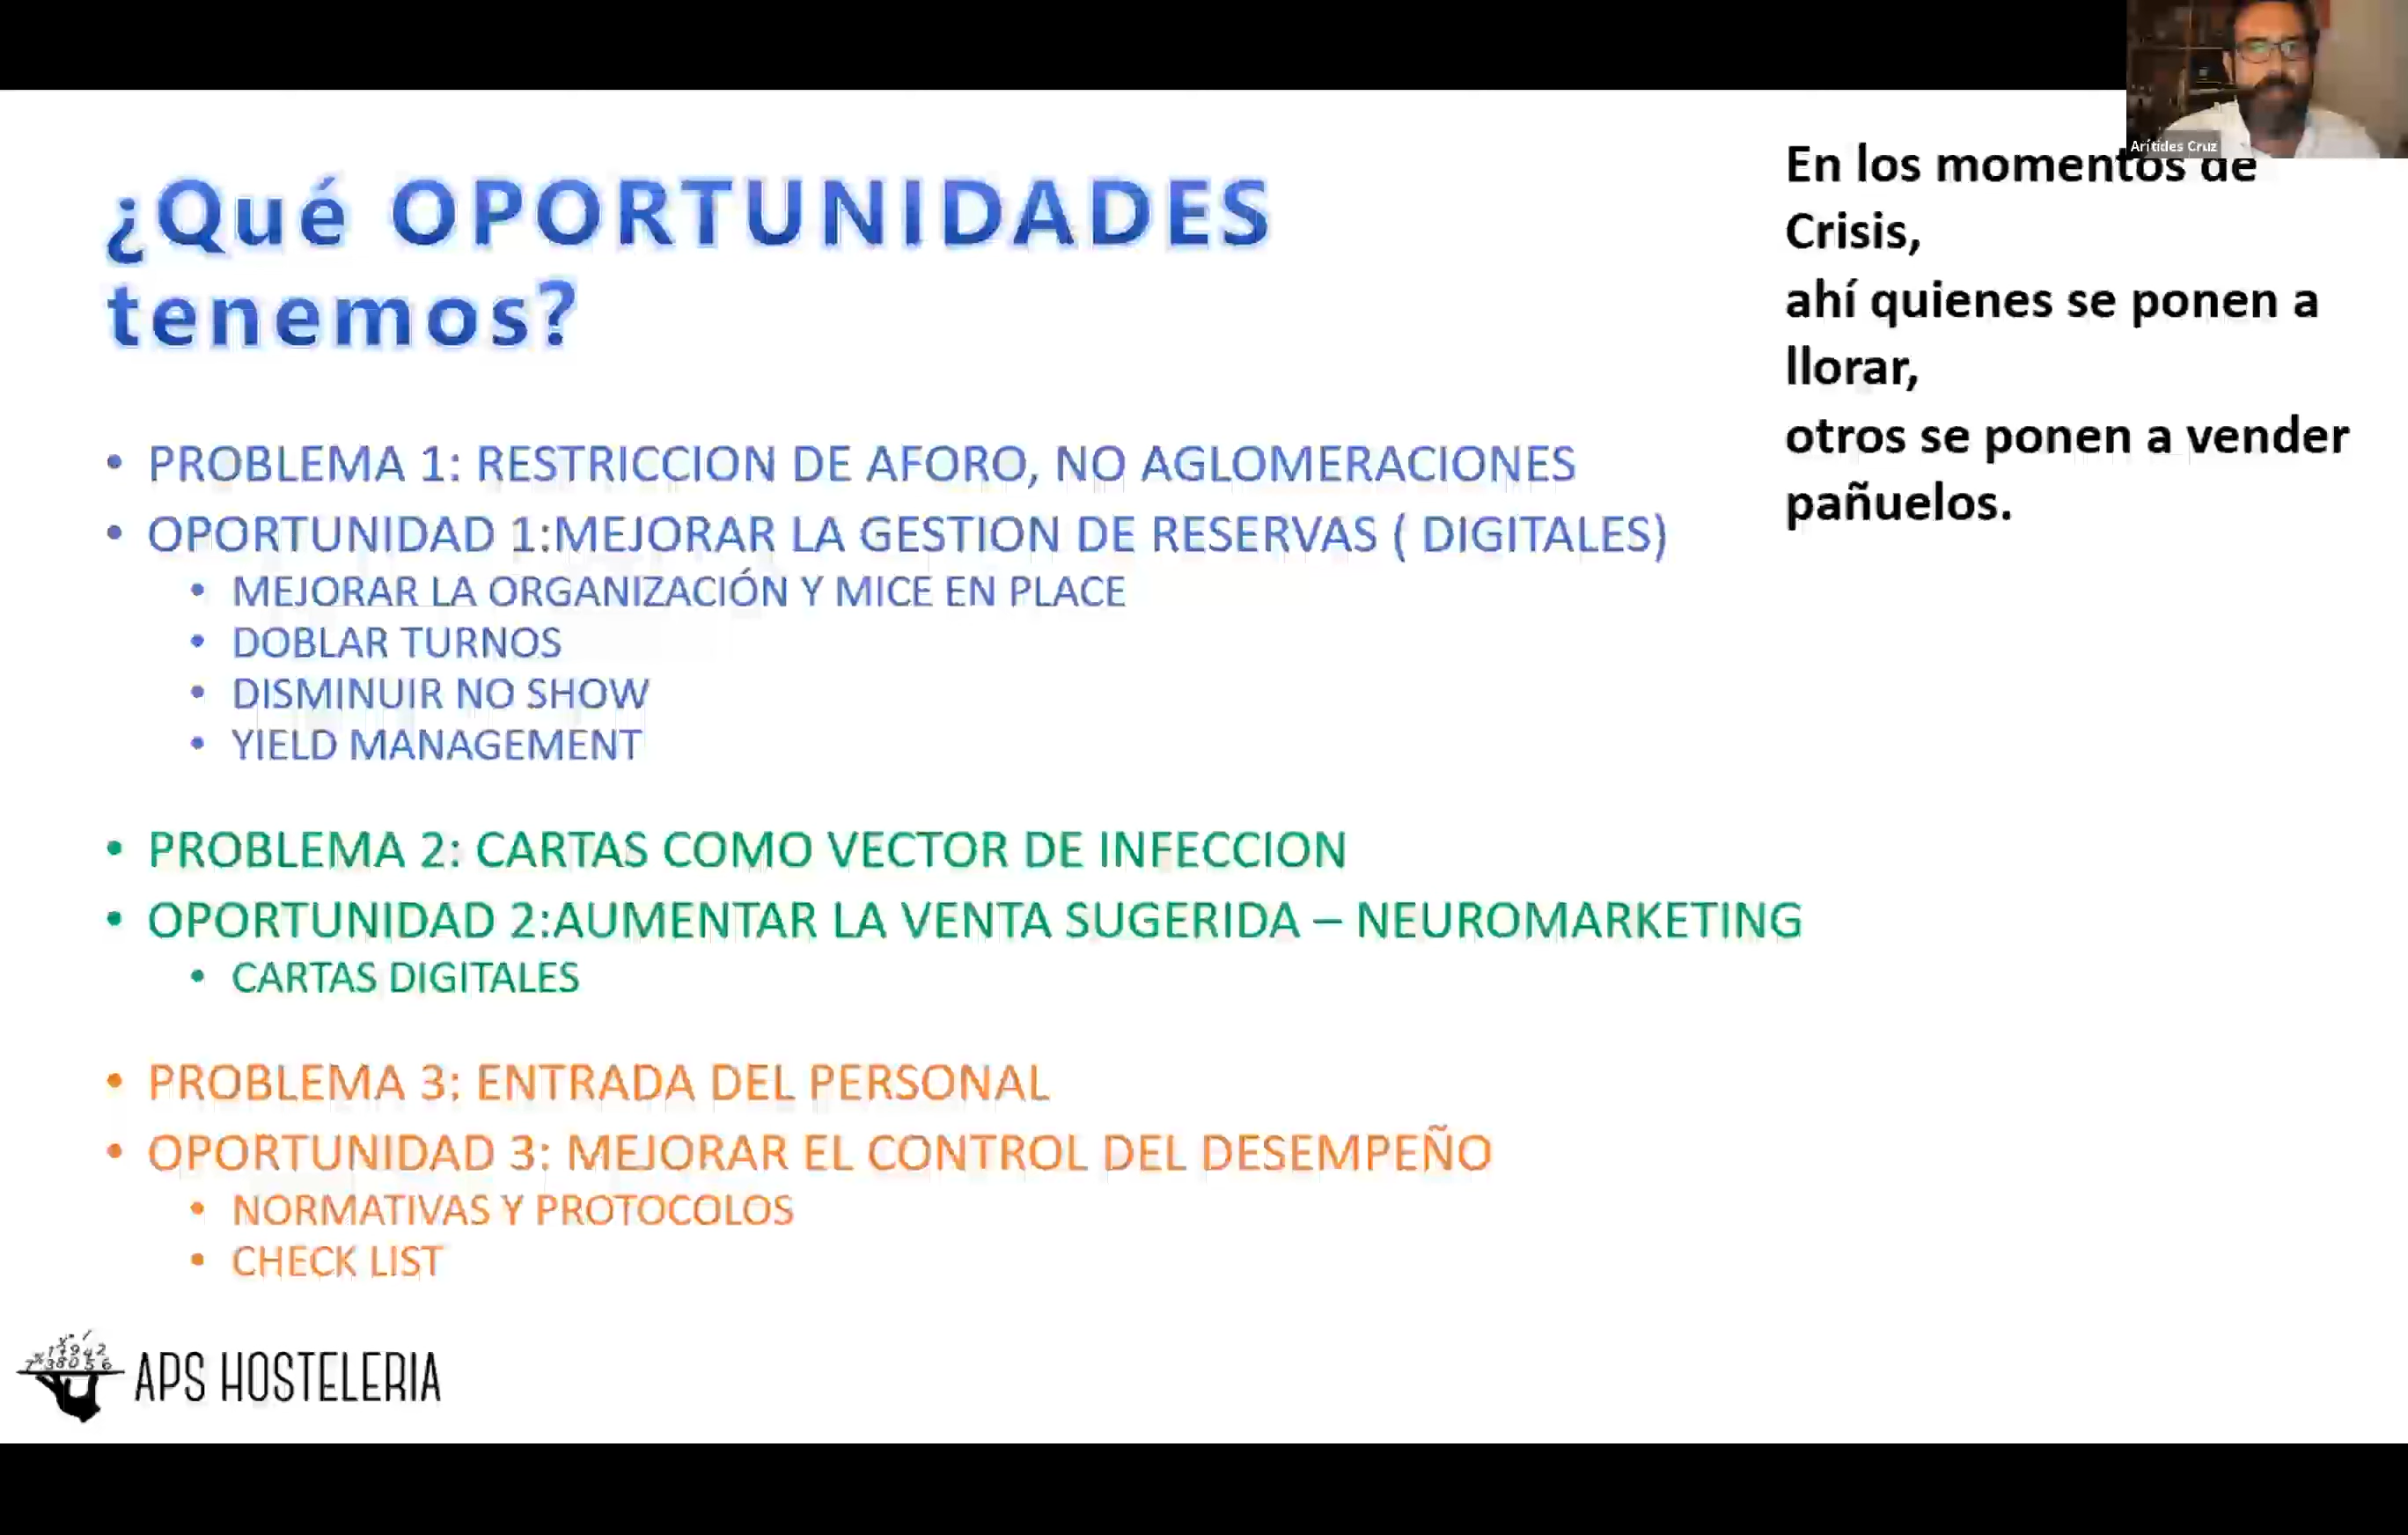 Arítides Cruz
¿Qué OPORTUNIDADES
tenemos?
En los momentos de
Crisis,
ahí quienes se ponen a
llorar,
otros se ponen a vender
pañuelos.
• PROBLEMA 1: RESTRICCION DE AFORO, NO AGLOMERACIONES
• OPORTUNIDAD 1:MEJORAR LA GESTION DE RESERVAS ( DIGITALES)
• MEJORAR LA ORGANIZACIÓN Y MICE EN PLACE
• DOBLAR TURNOS
• DISMINUIR NO SHOW
• YIELD MANAGEMENT
• PROBLEMA 2: CARTAS COMO VECTOR DE INFECCION
• OPORTUNIDAD 2:AUMENTAR LA VENTA SUGERIDA – NEUROMARKETING
• CARTAS DIGITALES
• PROBLEMA 3: ENTRADA DEL PERSONAL
• OPORTUNIDAD 3: MEJORAR EL CONTROL DEL DESEMPEÑO
• NORMATIVAS Y PROTOCOLOS
• CHECK LIST
APS HOSTELERIA